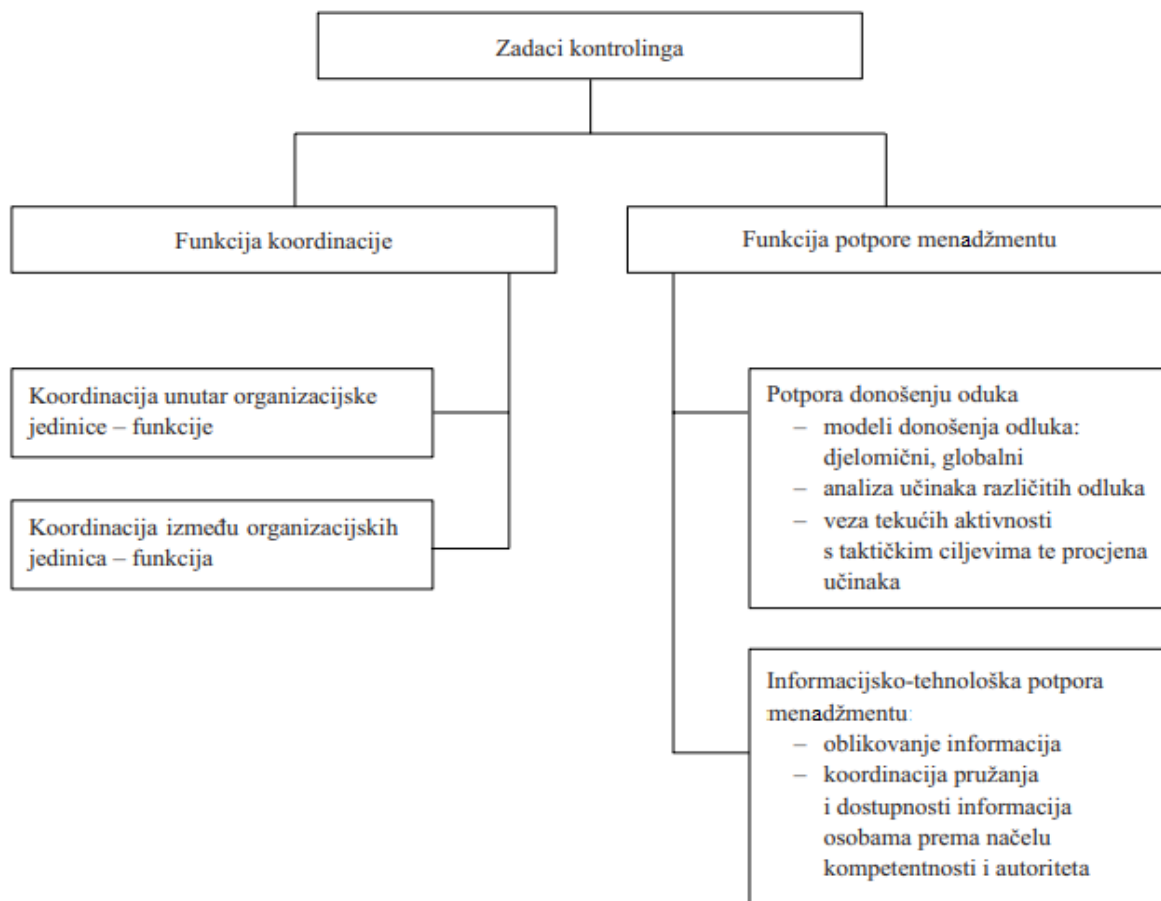 Zadaci kontrolinga
Funkcija koordinacije
Funkcija potpore menadžmentu
Koordinacija unutar organizacijske
jedinice – funkcije
Koordinacija između organizacijskih
jedinica – funkcija
Potpora donošenju oduka
– modeli donošenja odluka:
djelomični, globalni
– analiza učinaka različitih odluka
– veza tekućih aktivnosti
s taktičkim ciljevima te procjena
učinaka
Informacijsko-tehnološka potpora
menadžmentu:
– oblikovanje informacija
– koordinacija pružanja
i dostupnosti informacija
osobama prema načelu
kompetentnosti i autoriteta